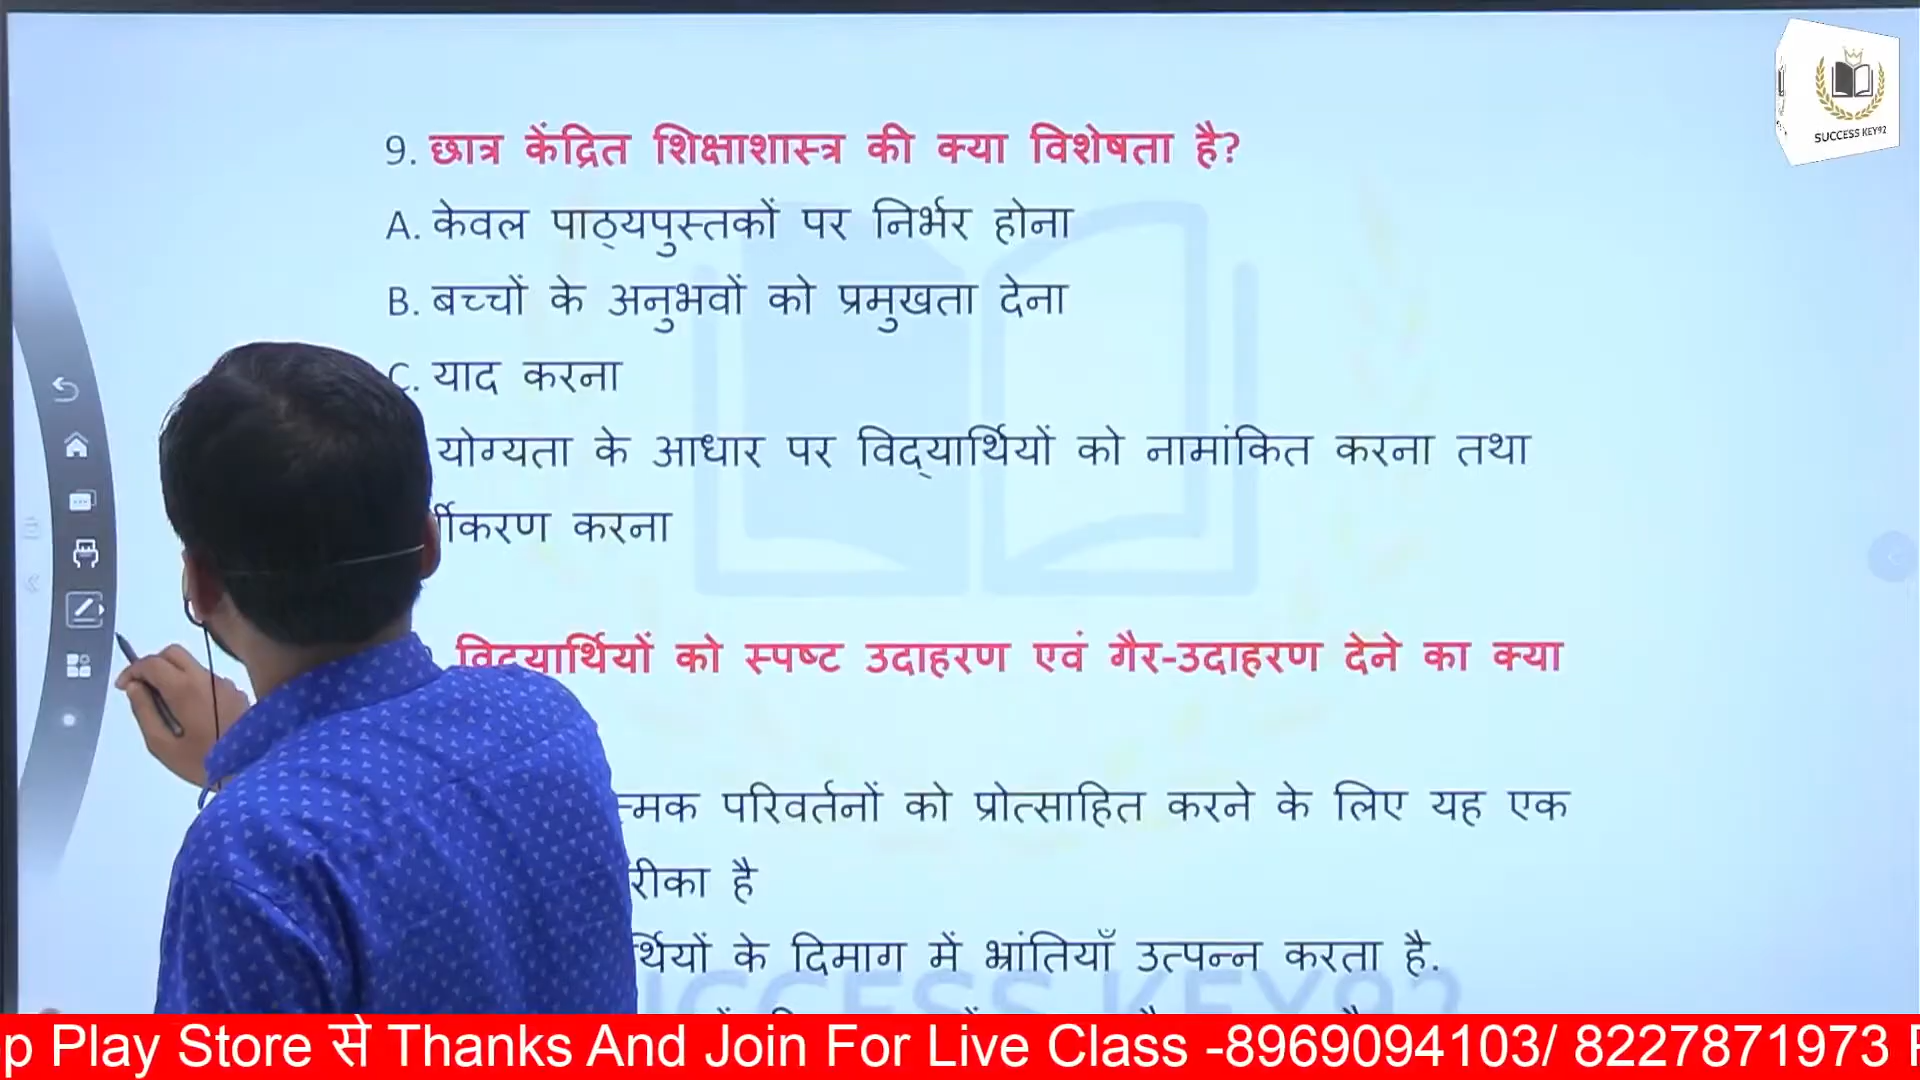 SUCCESS KEY92
9. छात्र केंद्रित शिक्षाशास्त्र की क्या विशेषता है?
A. केवल पाठ्यपुस्तकों पर निर्भर होना
B. बच्चों के अनुभवों को प्रमुखता देना
C. याद करना
योग्यता के आधार पर विद्यार्थियों को नामांकित करना तथा
करना
विद्यार्थियों को स्पष्ट उदाहरण एवं गैर-उदाहरण देने का क्या
परिवर्तनों को प्रोत्साहित करने के लिए यह एक
है
के दिमाग में भ्रांतियाँ उत्पन्न करता है.
SUCCESS KEY92
p Play Store से Thanks And Join For Live Class -8969094103/ 8227871973